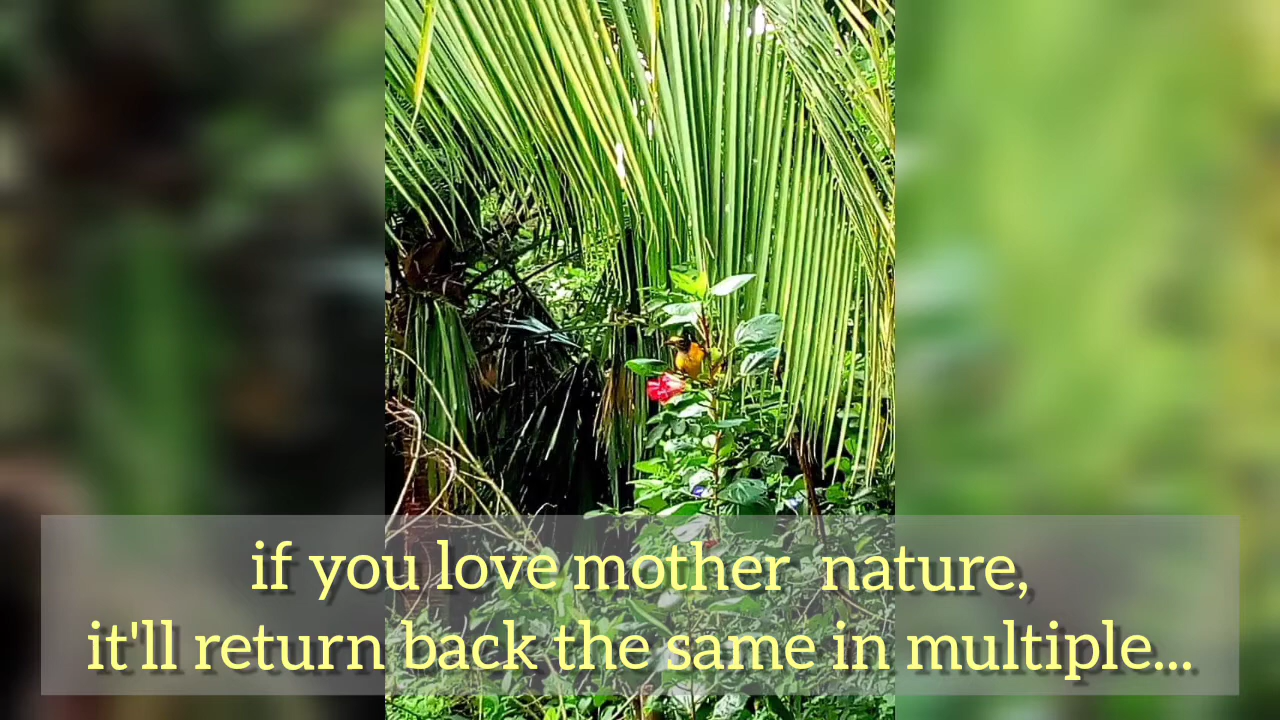 if you love mother nature,
it'll return back the same in multiple...